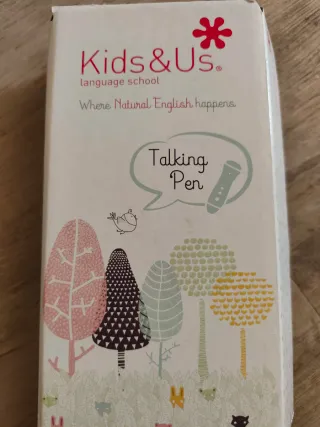 Kids&Us®
language school
Where Natural English happens
Talking
Pen